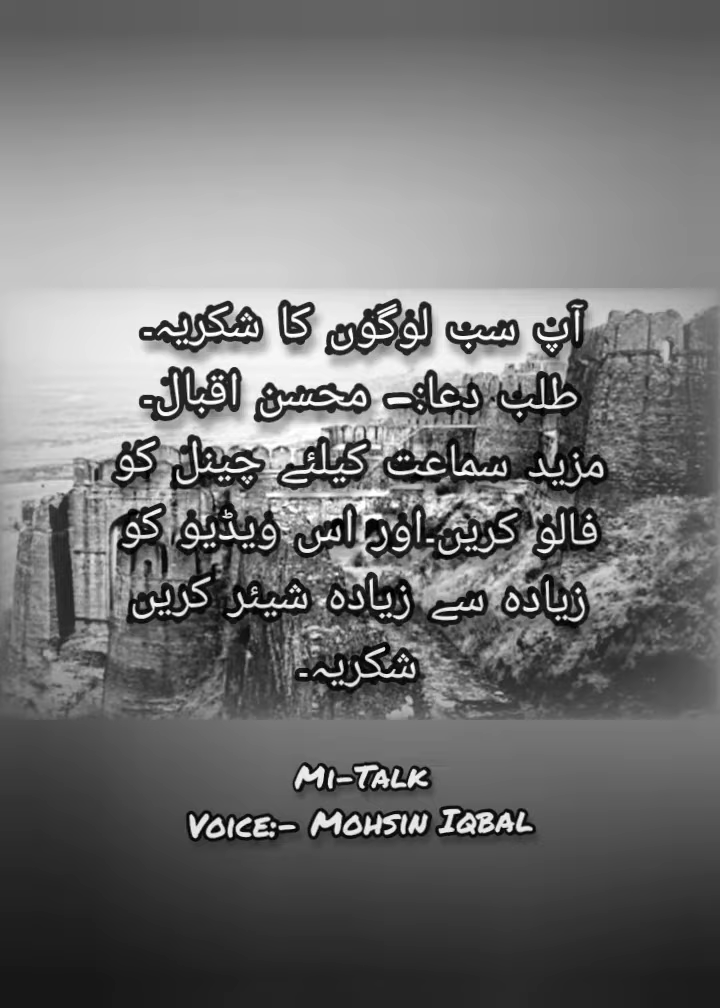 آپ سب لوگوں کا شکریہ۔
طلب دعا:- محسن اقبال۔
مزید سماعت کیلئے چینل کو
فالو کریں۔اور اس ویڈیو کو
زیادہ سے زیادہ شیئر کریں
شکریہ۔
Mi-Talk
Voice:- Mohsin Iqbal